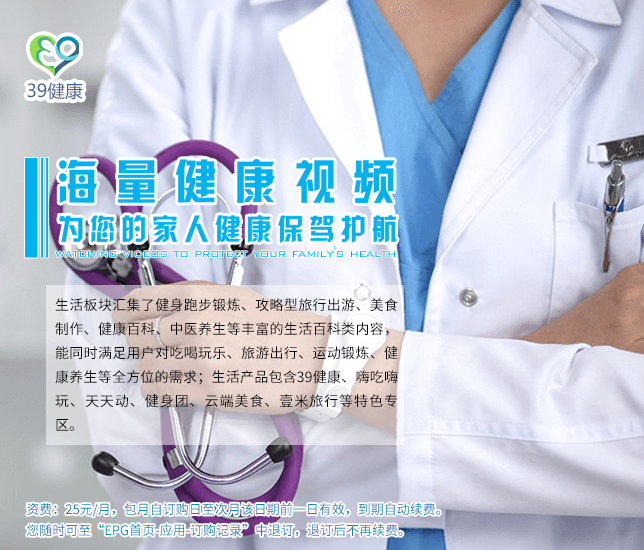 39健康
海量健康视频
为您的家人健康保驾护航
WATCHING VIDEOS TO PROTECT YOUR FAMILY'S HEALTH
生活板块汇集了健身跑步锻炼、攻略型旅行出游、美食
制作、健康百科、中医养生等丰富的生活百科类内容，
能同时满足用户对吃喝玩乐、旅游出行、运动锻炼、健
康养生等全方位的需求；生活产品包含39健康、嗨吃嗨
玩、天天动、健身团、云端美食、壹米旅行等特色专
区。
资费：25元/月，包月自订购日至次月该日期前一日有效，到期自动续费。
您随时可至“EPG首页-应用-订购记录”中退订，退订后不再续费。